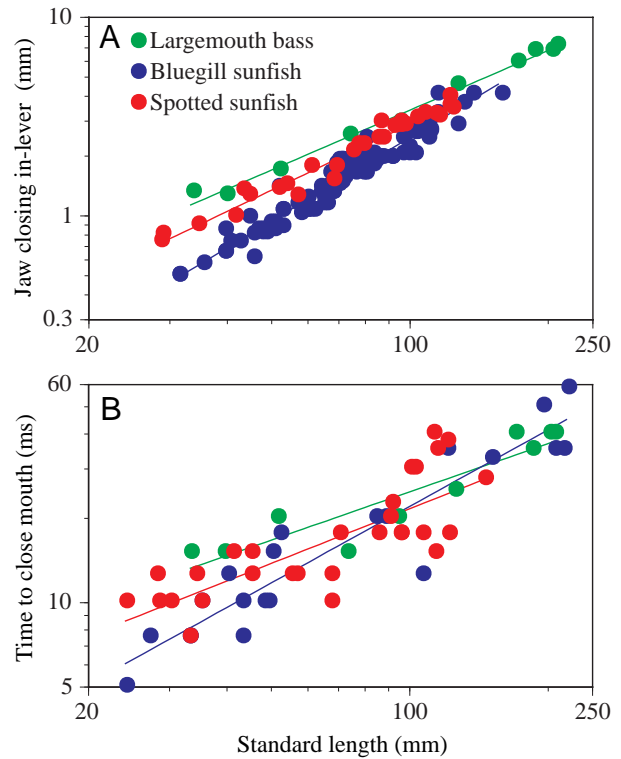 A
Largemouth bass
Bluegill sunfish
Spotted sunfish
Jaw closing in-lever (mm)
10
1
0.3
20
100
250
B
Time to close mouth (ms)
60
10
5
20
100
250
Standard length (mm)